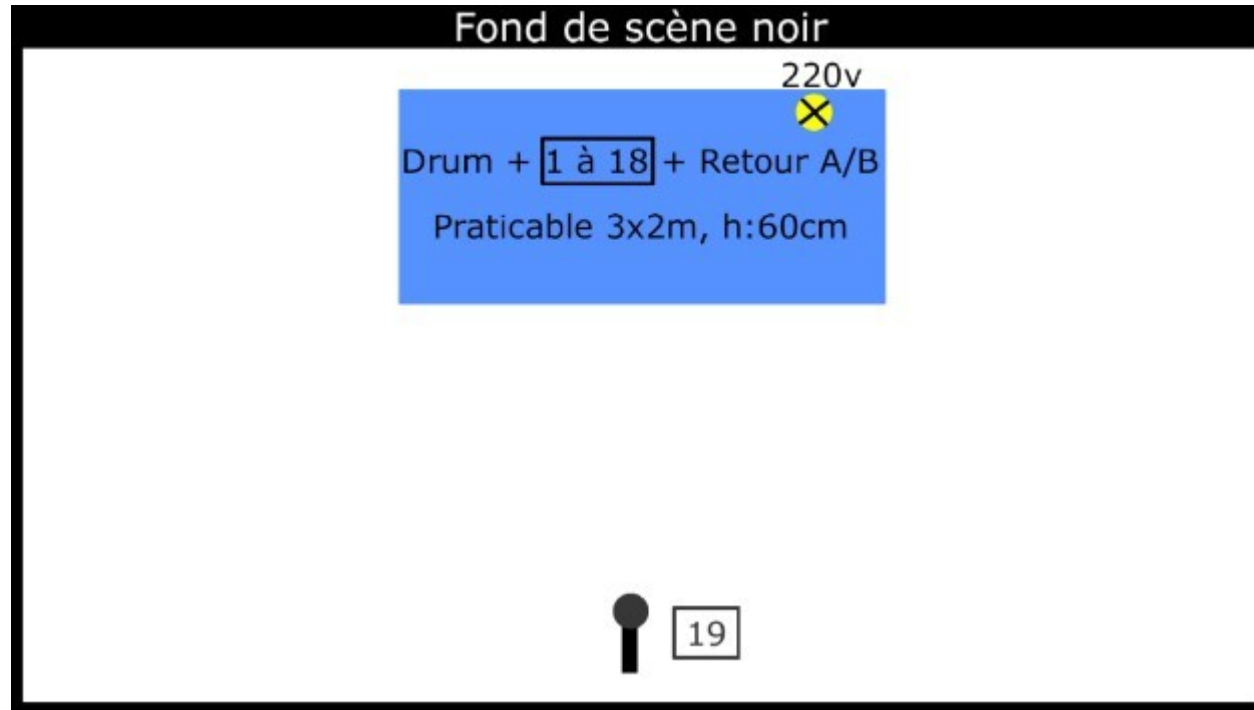 Fond de scène noir
220v
Drum + 1 à 18 + Retour A/B
Praticable 3x2m, h:60cm
19